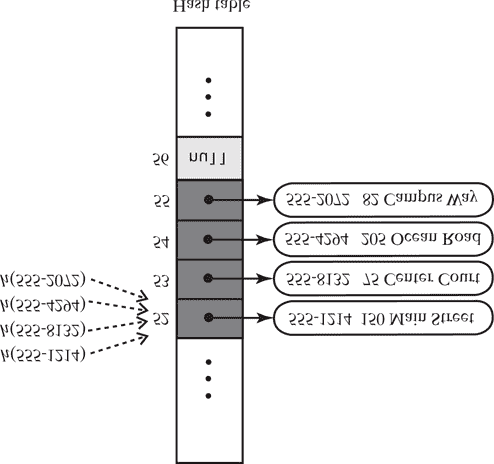 h(555-1214)
h(555-8132)
h(555-4294)
h(555-2072)
52
555-1214 150 Main Street
53
555-8132 75 Center Court
54
555-4294 205 Ocean Road
55
555-2072 82 Campus Way
56
null
Hash table